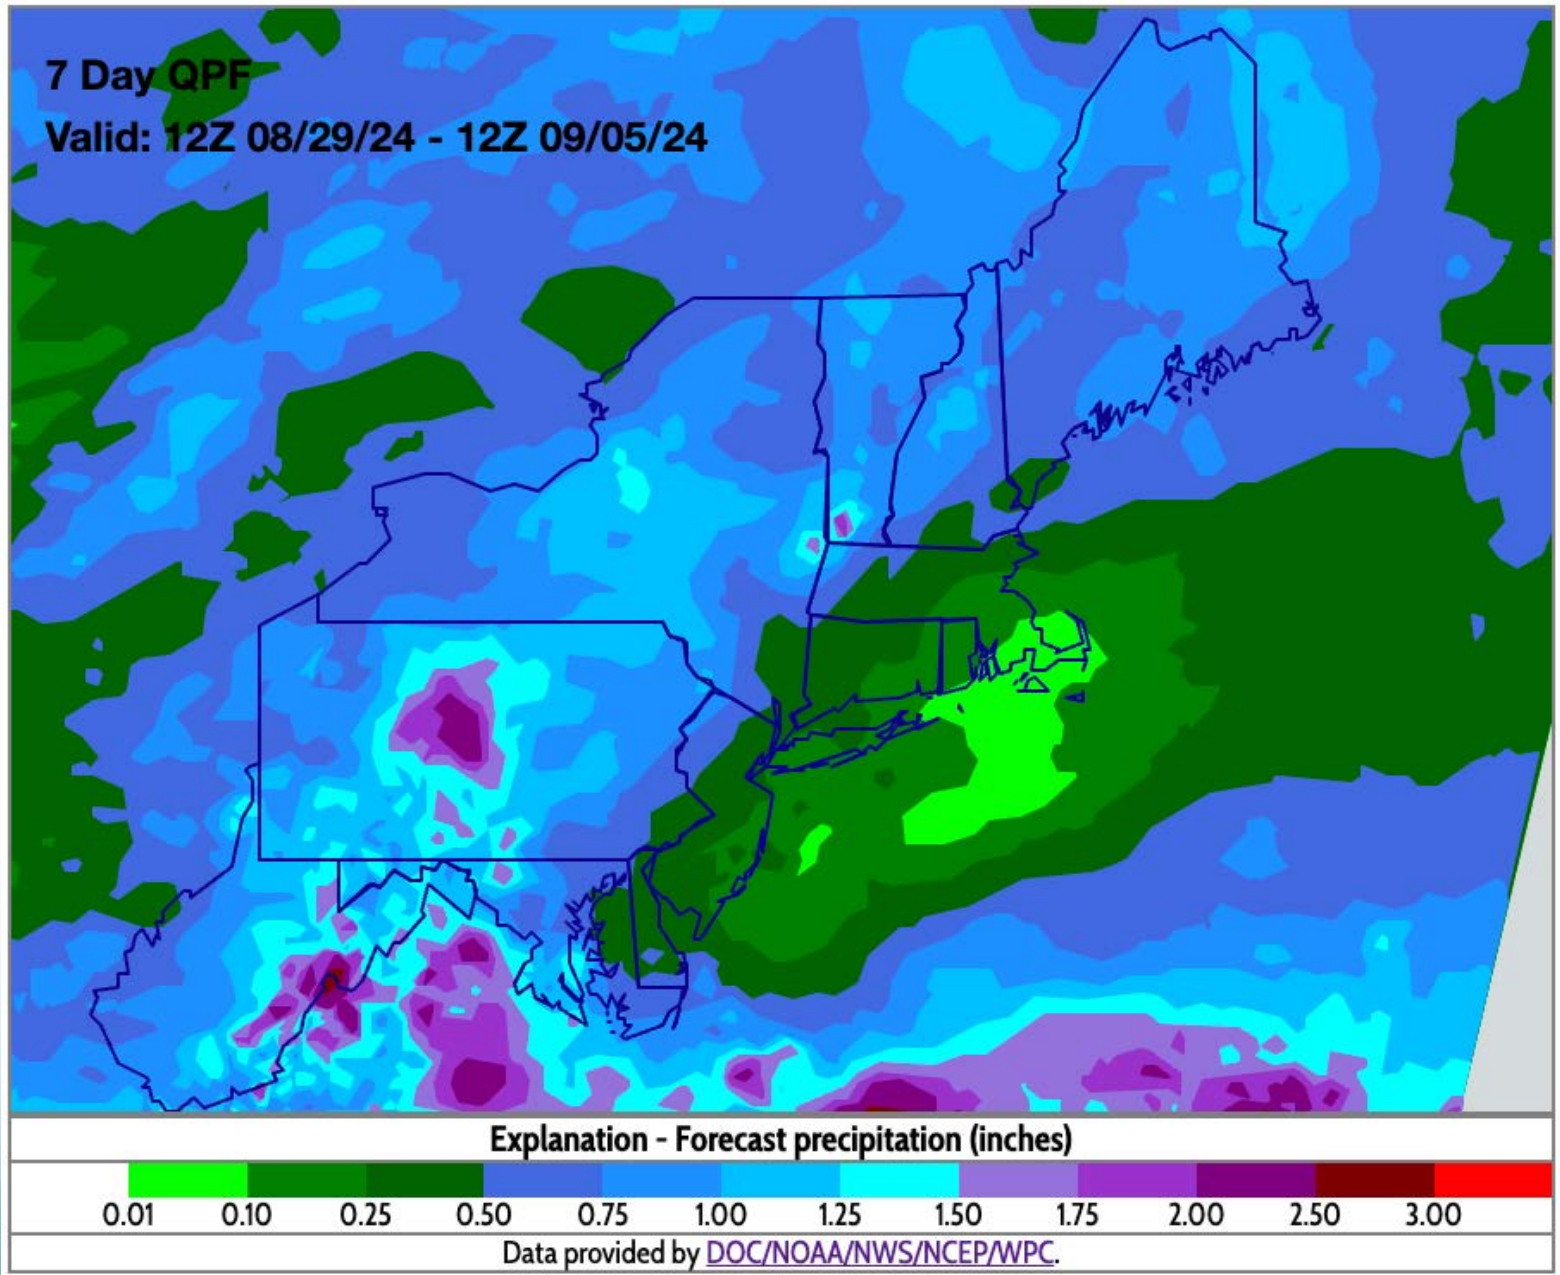 7 Day QPF
Valid: 12Z 08/29/24 - 12Z 09/05/24
Explanation - Forecast precipitation (inches)
0.01 0.10 0.25 0.50 0.75 1.00 1.25 1.50 1.75 2.00 2.50 3.00
Data provided by DOC/NOAA/NWS/NCEP/WPC.